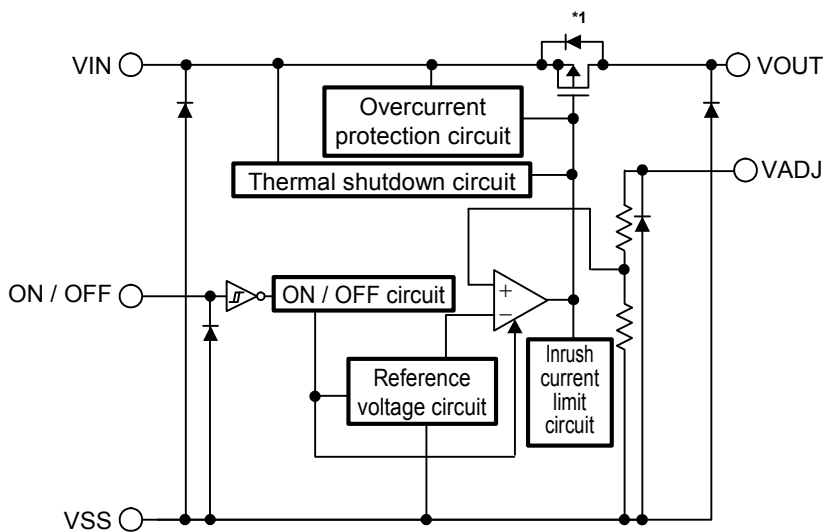 *1
VIN
VOUT
Overcurrent
protection circuit
Thermal shutdown circuit
VADJ
ON / OFF
ON / OFF circuit
+
−
Reference
voltage circuit
Inrush
current
limit
circuit
VSS